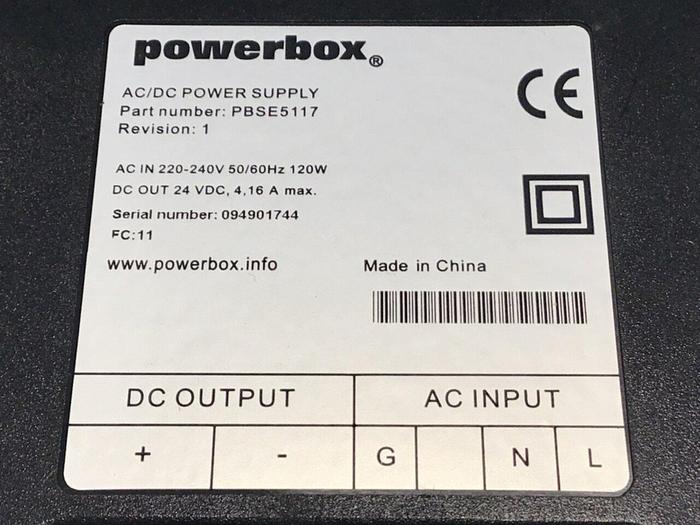 powerbox®
AC/DC POWER SUPPLY
Part number: PBSE5117
Revision: 1
CE
AC IN 220-240V 50/60Hz 120W
DC OUT 24 VDC, 4,16 A max.
Serial number: 094901744
FC:11
www.powerbox.info
Made in China
DC OUTPUT
AC INPUT
+ - G N L